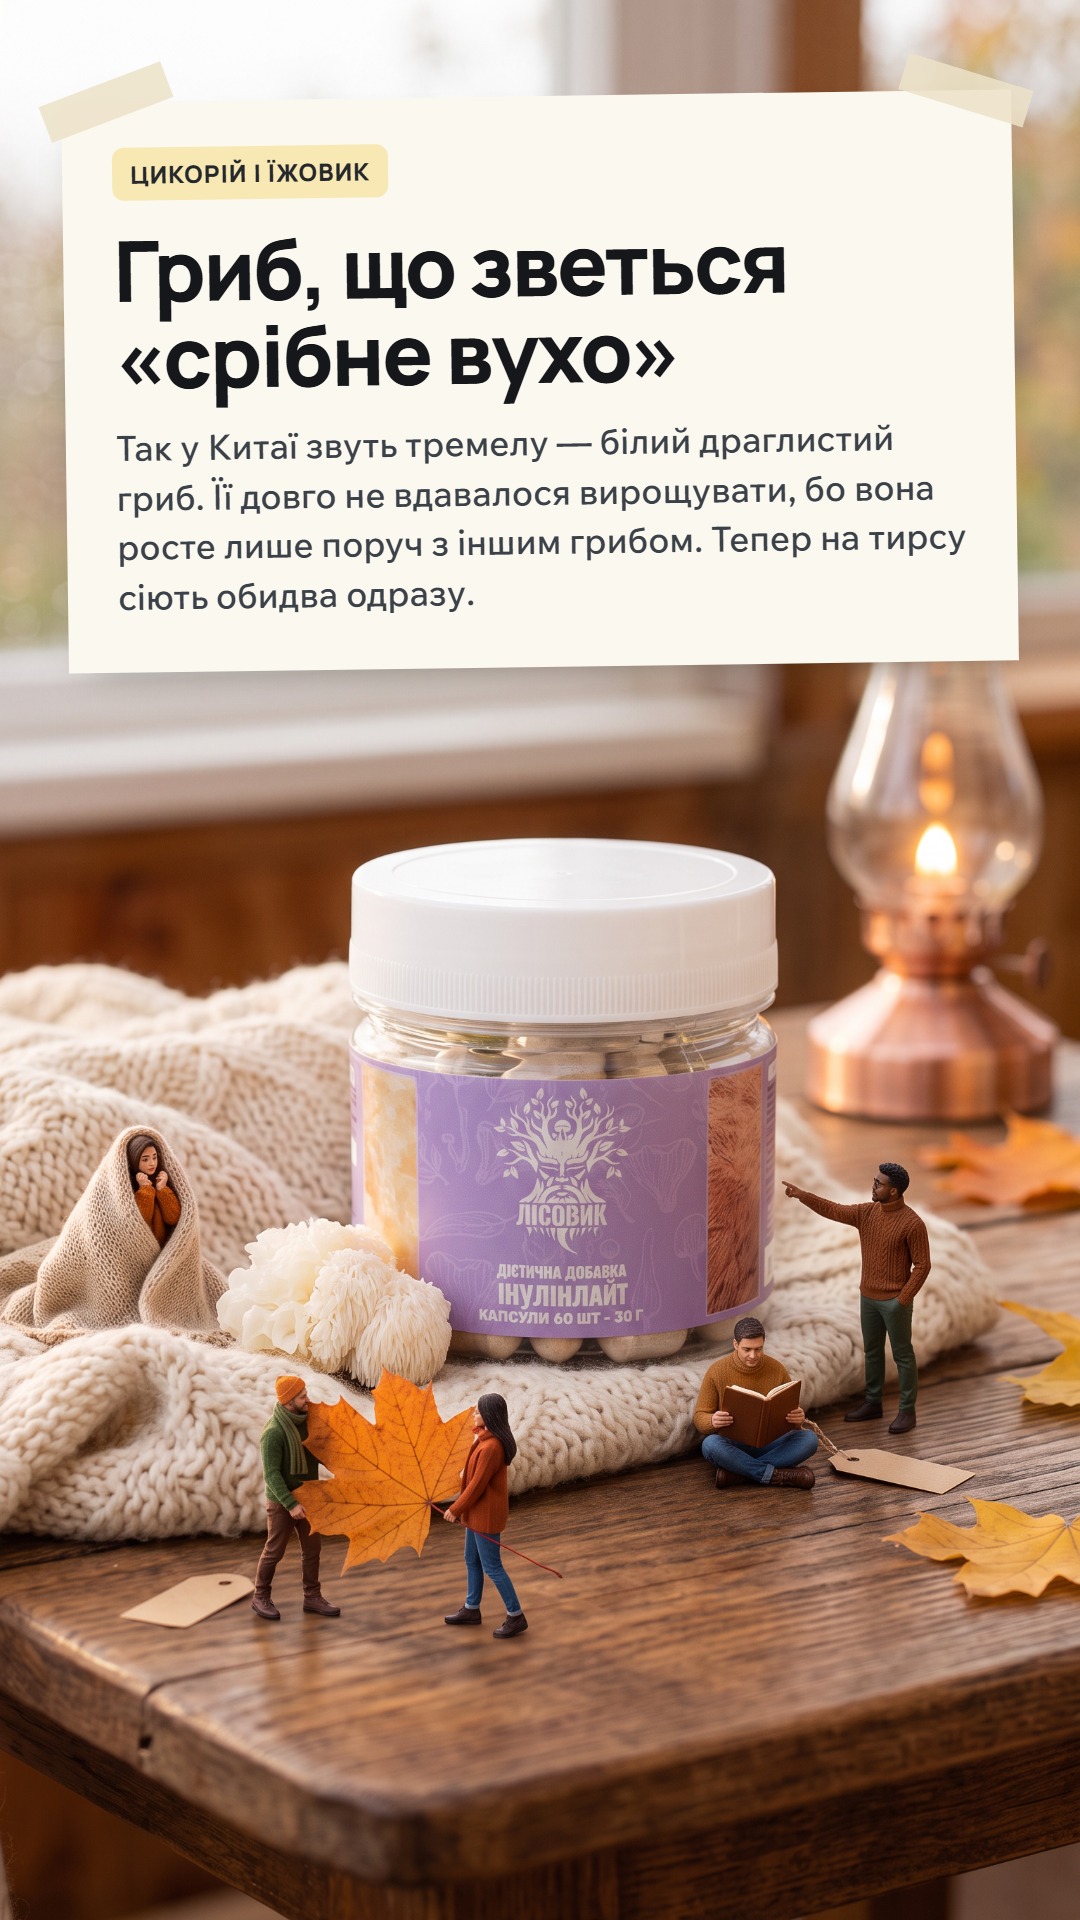 ЦИКОРІЙ І ЇЖОВИК
Гриб, що зветься
«срібне вухо»
Так у Китаї звуть тремелу — білий драглистий
гриб. Її довго не вдавалося вирощувати, бо вона
росте лише поруч з іншим грибом. Тепер на тирсу
сіють обидва одразу.
ЛІСОВИК
ДІЄТИЧНА ДОБАВКА
ІНУЛІНЛАЙТ
КАПСУЛИ 60 ШТ - 30 Г